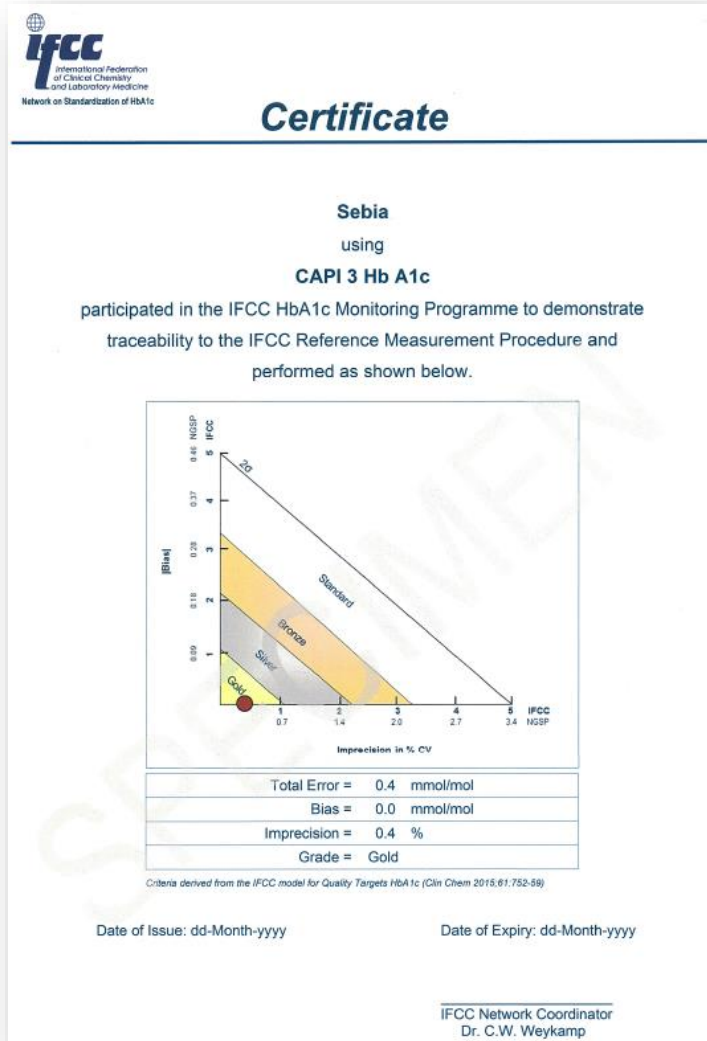 IFCC
International Federation
of Clinical Chemistry
and Laboratory Medicine
Network on Standardization of HbA1c
Certificate
Sebia
using
CAPI 3 Hb A1c
participated in the IFCC HbA1c Monitoring Programme to demonstrate
traceability to the IFCC Reference Measurement Procedure and
performed as shown below.
NGSP
IFCC
0.46 5
2σ
0.37 4
0.28 3
|Bias|
Standard
0.18 2
Bronze
Silver
0.09 1
Gold
1 2 3 4 5 IFCC
0.7 1.4 2.0 2.7 3.4 NGSP
Imprecision in % CV
Total Error = 0.4 mmol/mol
Bias = 0.0 mmol/mol
Imprecision = 0.4 %
Grade = Gold
Criteria derived from the IFCC model for Quality Targets HbA1c (Clin Chem 2015;61:752-59)
Date of Issue: dd-Month-yyyy Date of Expiry: dd-Month-yyyy
IFCC Network Coordinator
Dr. C.W. Weykamp
SPECIMEN